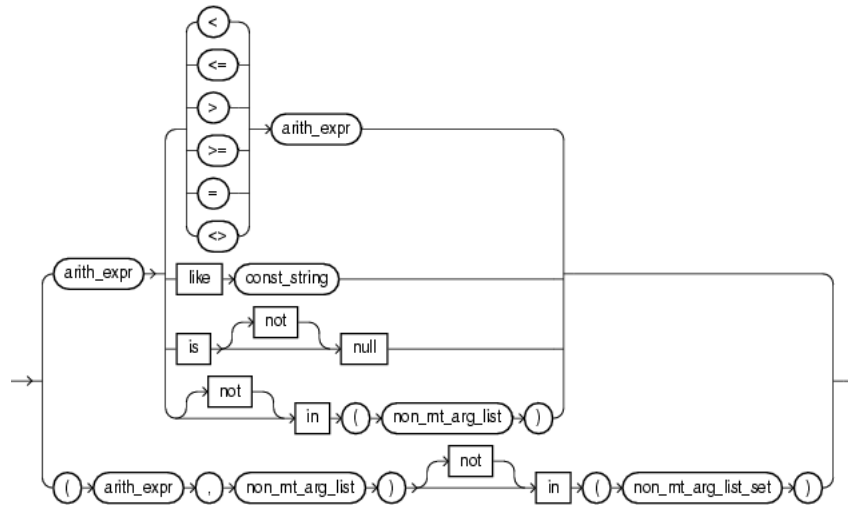 <
<=
>
arith_expr
>=
=
<>
arith_expr
like const_string
not
is null
not
in ( non_mt_arg_list )
not
( arith_expr , non_mt_arg_list ) in ( non_mt_arg_list_set )